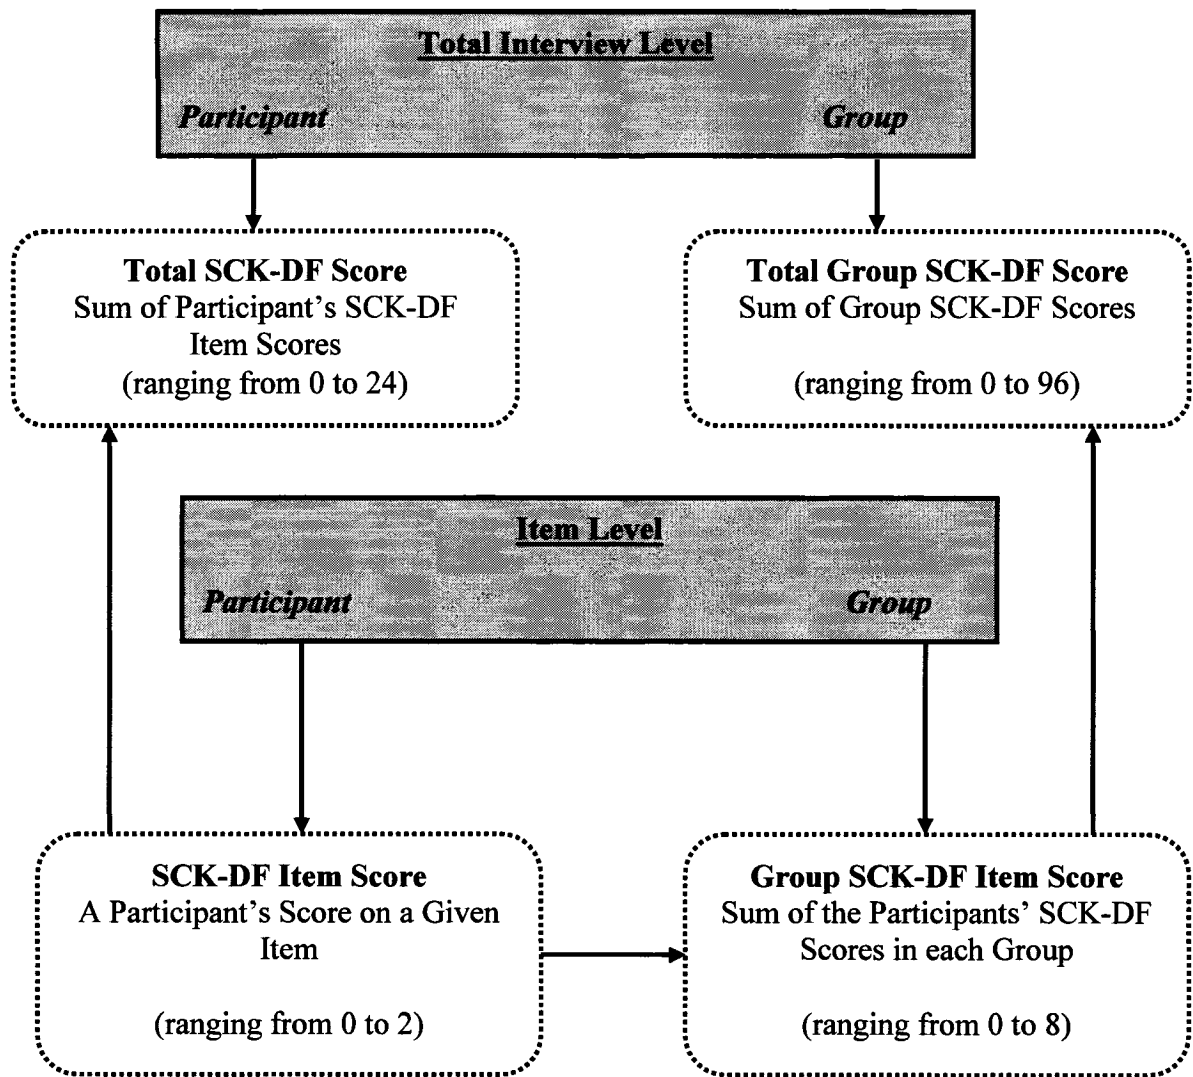 Total Interview Level
Participant
Group
Total SCK-DF Score
Sum of Participant's SCK-DF
Item Scores
(ranging from 0 to 24)
Total Group SCK-DF Score
Sum of Group SCK-DF Scores
(ranging from 0 to 96)
Item Level
Participant
Group
SCK-DF Item Score
A Participant's Score on a Given
Item
(ranging from 0 to 2)
Group SCK-DF Item Score
Sum of the Participants' SCK-DF
Scores in each Group
(ranging from 0 to 8)